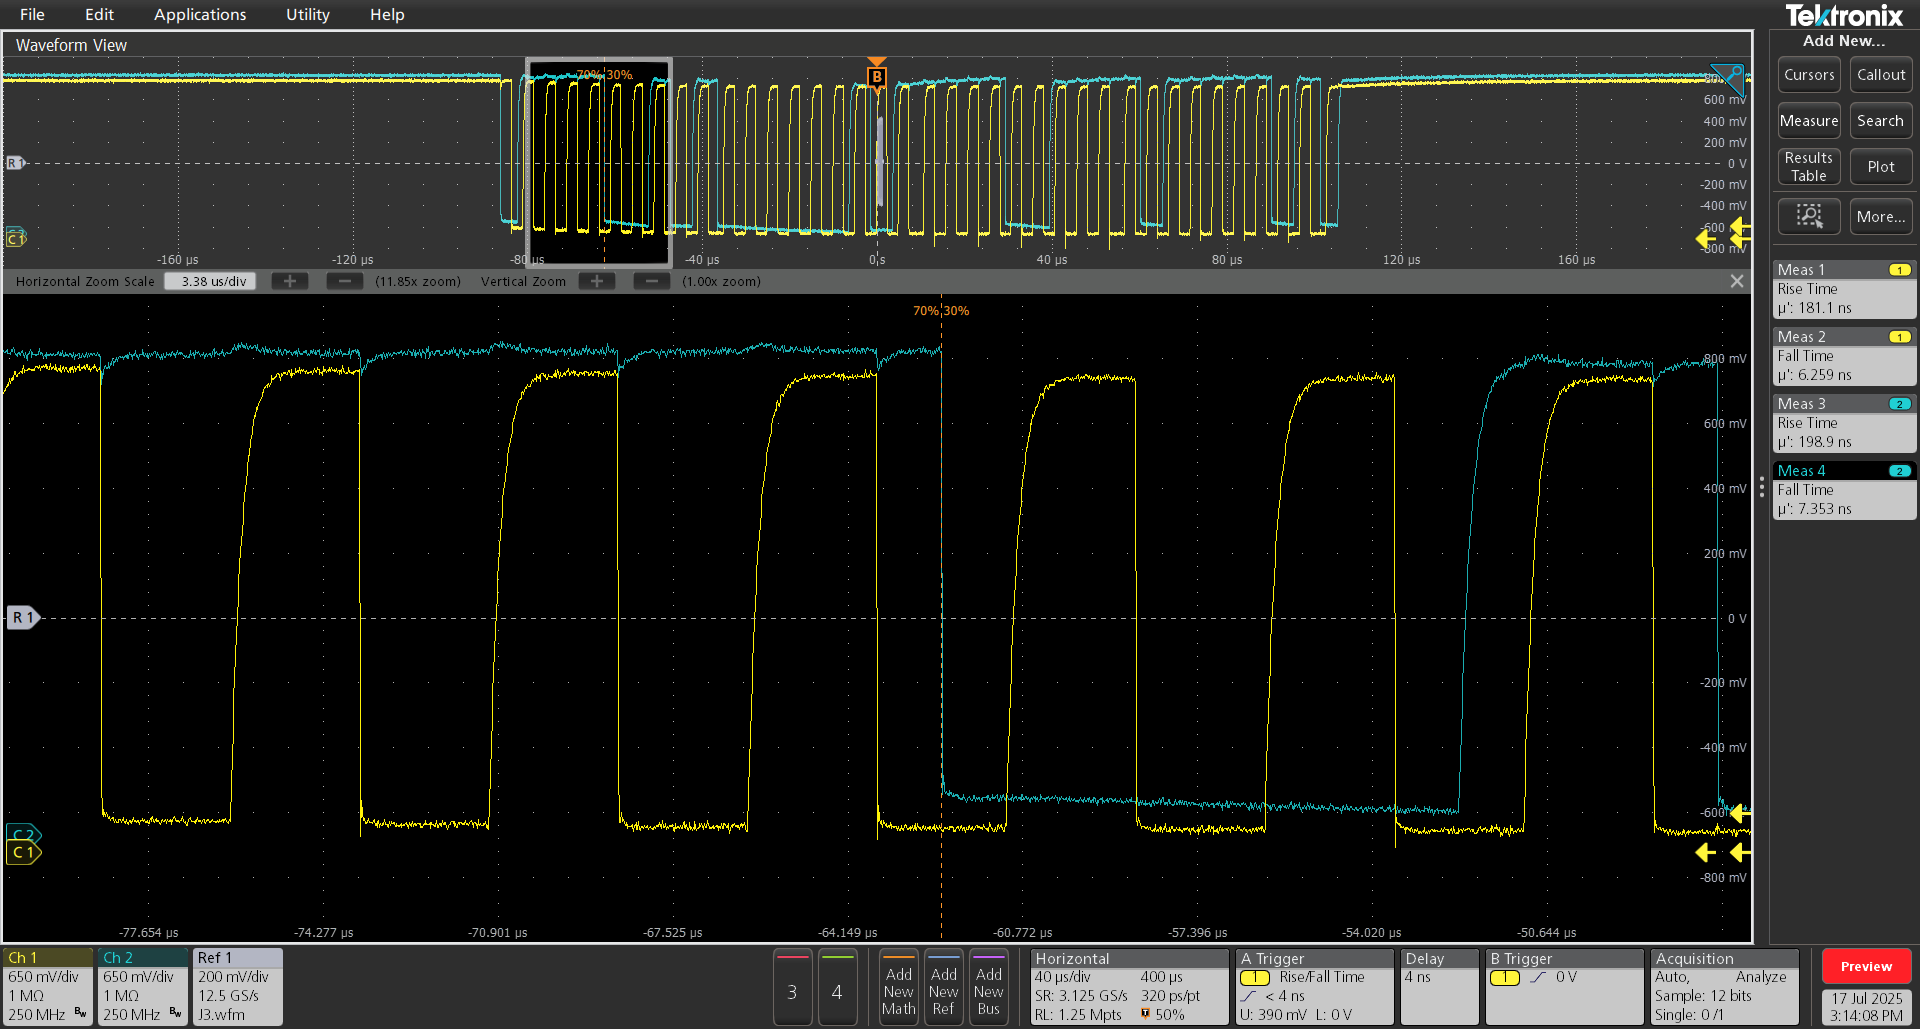 File Edit Applications Utility Help
Tektronix
Waveform View
Add New...
Cursors Callout
Measure Search
Results Table Plot
More...
70% 30%
B
600 mV
400 mV
200 mV
R 1
0 V
-200 mV
-400 mV
-600
-800 mV
C 1
-160 µs -120 µs -80 µs -40 µs 0 s 40 µs 80 µs 120 µs 160 µs
Horizontal Zoom Scale 3.38 us/div + − (11.85x zoom) Vertical Zoom + − (1.00x zoom)
70% 30%
800 mV
600 mV
400 mV
200 mV
R 1
0 V
-200 mV
-400 mV
-600
C 2
C 1
-800 mV
-77.654 µs -74.277 µs -70.901 µs -67.525 µs -64.149 µs -60.772 µs -57.396 µs -54.020 µs -50.644 µs
Meas 1 1
Rise Time
µ': 181.1 ns
Meas 2 1
Fall Time
µ': 6.259 ns
Meas 3 2
Rise Time
µ': 198.9 ns
Meas 4 2
Fall Time
µ': 7.353 ns
Ch 1
650 mV/div
1 MΩ
250 MHz Bw
Ch 2
650 mV/div
1 MΩ
250 MHz Bw
Ref 1
200 mV/div
12.5 GS/s
J3.wfm
3
4
Add New Math
Add New Ref
Add New Bus
Horizontal
40 µs/div 400 µs
SR: 3.125 GS/s 320 ps/pt
RL: 1.25 Mpts 50%
A Trigger
1 Rise/Fall Time
< 4 ns
U: 390 mV L: 0 V
Delay
4 ns
B Trigger
1 0 V
Acquisition
Auto, Analyze
Sample: 12 bits
Single: 0 /1
Preview
17 Jul 2025
3:14:08 PM